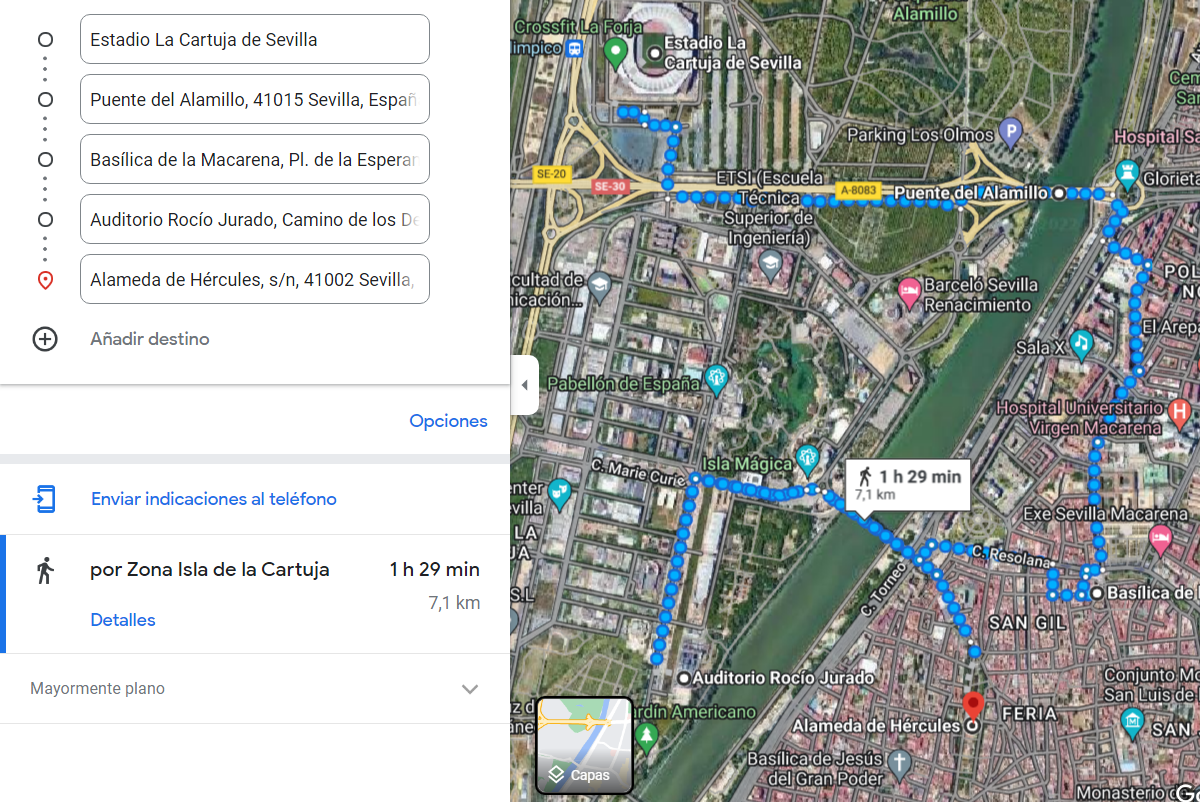 Estadio La Cartuja de Sevilla
Puente del Alamillo, 41015 Sevilla, Españ
Basílica de la Macarena, Pl. de la Esperan
Auditorio Rocío Jurado, Camino de los De
Alameda de Hércules, s/n, 41002 Sevilla,
Añadir destino
Opciones
Enviar indicaciones al teléfono
por Zona Isla de la Cartuja
1 h 29 min
7,1 km
Detalles
Mayormente plano
Crossfit La Forja
límpico
Estadio La
Cartuja de Sevilla
Alamillo
Parking Los Olmos
P
Hospital Sa
SE-20
SE-30
ETSI (Escuela
Técnica
Superior de
Ingeniería)
A-8083
Puente del Alamillo
Glorieta
cultad de
nicación...
Barceló Sevilla
Renacimiento
El Arepa
Sala X
Pabellón de España
Hospital Universitario
Virgen Macarena
H
C. Marie Curie
Isla Mágica
1 h 29 min
7,1 km
enter
evilla
Exe Sevilla Macarena
C. Resolana
C. Torneo
Basílica de
S.L
SAN GIL
Auditorio Rocío Jurado
Conjunto Mo
San Luis de
ardín Americano
Alameda de Hércules
FERIA
SAN
Basílica de Jesús
del Gran Poder
Capas
Monasterio